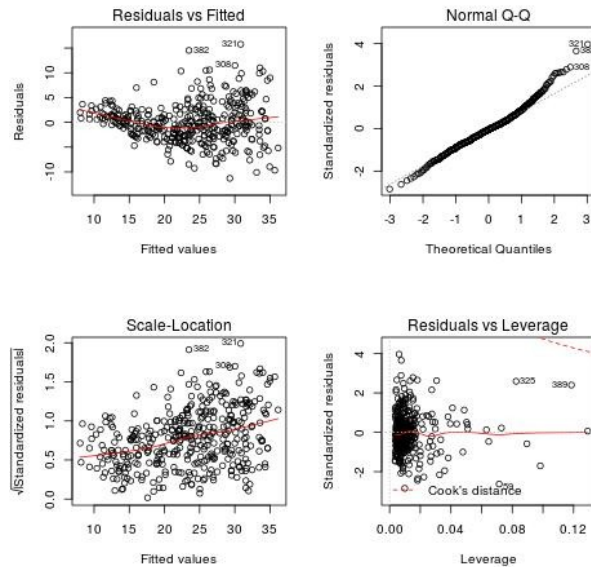 Residuals vs Fitted
Residuals
-10 0 5 10
382
321
308
10 15 20 25 30 35
Fitted values
Normal Q-Q
Standardized residuals
-2 0 2 4
321
308
-3 -2 -1 0 1 2 3
Theoretical Quantiles
Scale-Location
√|Standardized residuals|
0.0 0.5 1.0 1.5 2.0
382
321
10 15 20 25 30 35
Fitted values
Residuals vs Leverage
Standardized residuals
-2 0 2 4
325
389
Cook's distance
0.00 0.04 0.08 0.12
Leverage